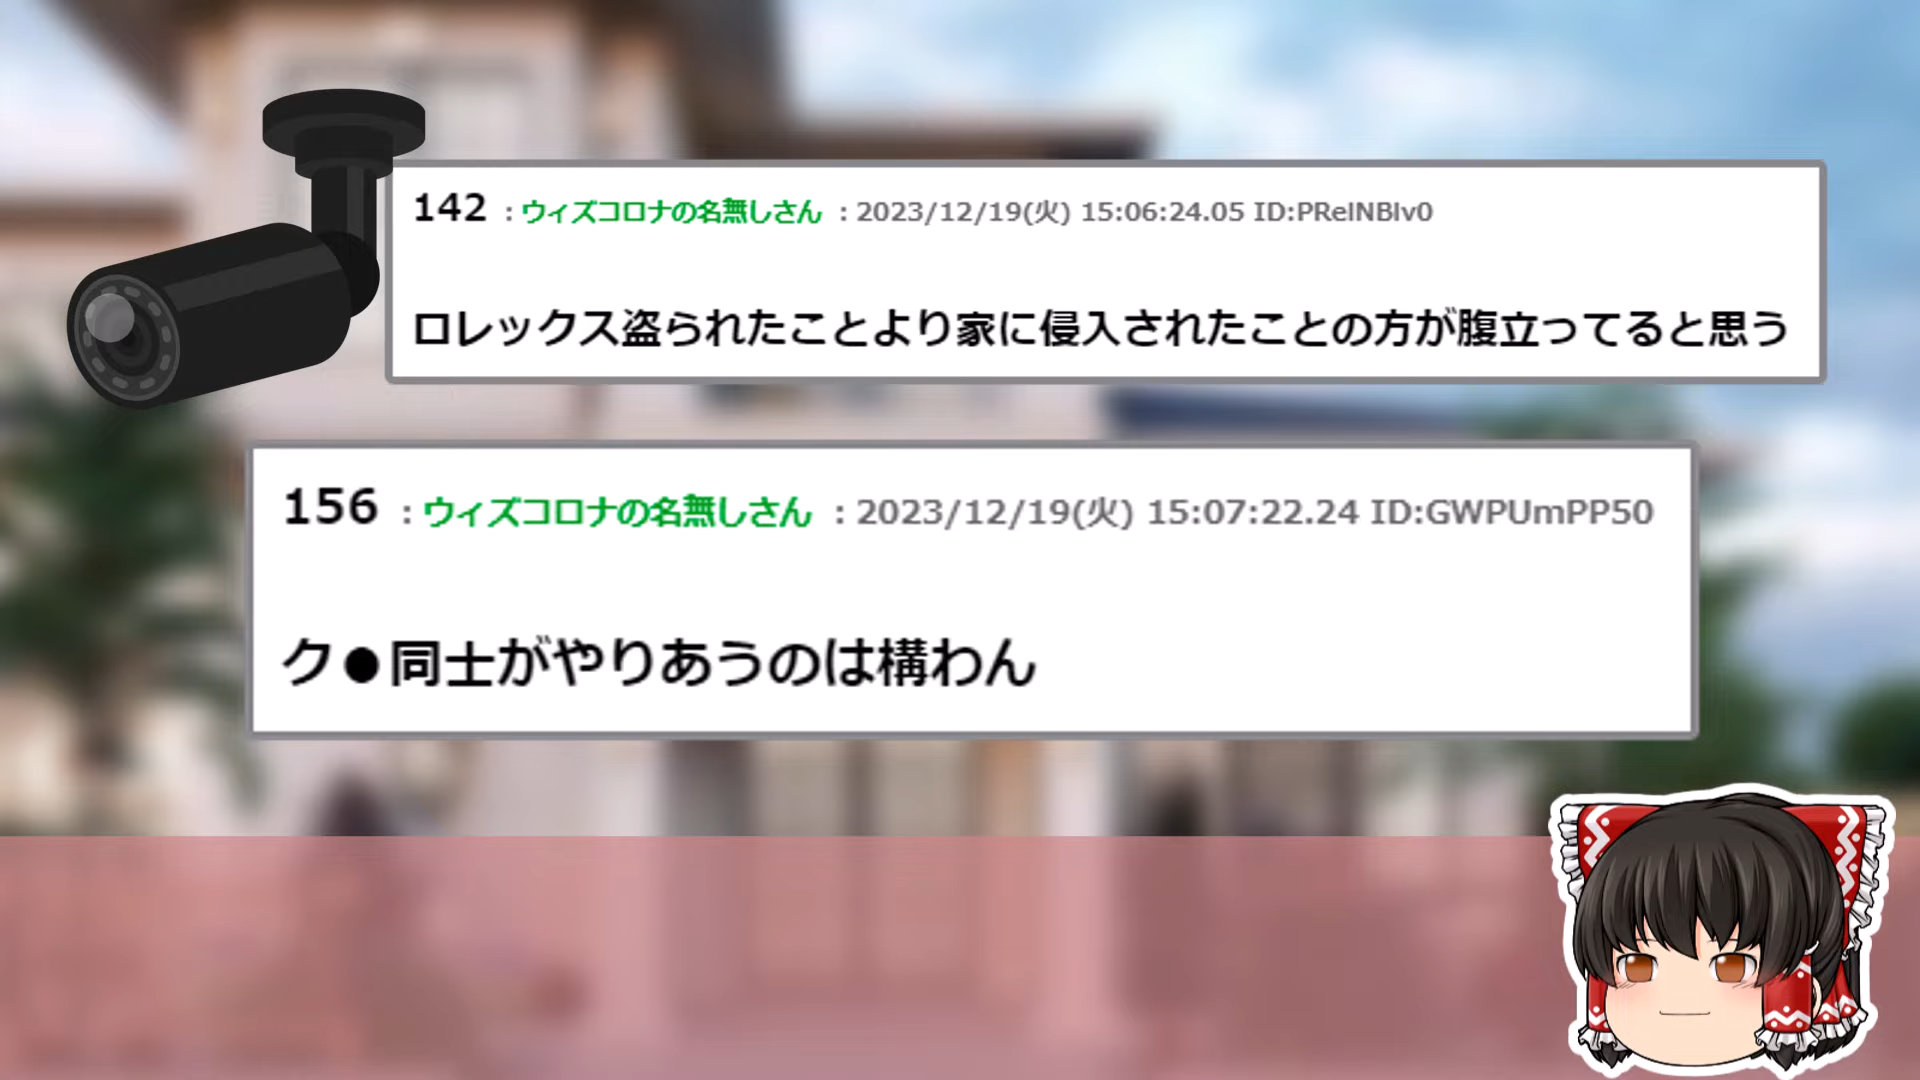 142 : ウィズコロナの名無しさん : 2023/12/19(火) 15:06:24.05 ID:PRelNBlv0
ロレックス盗られたことより家に侵入されたことの方が腹立ってると思う
156 : ウィズコロナの名無しさん : 2023/12/19(火) 15:07:22.24 ID:GWPUmPP50
ク●同士がやりあうのは構わん